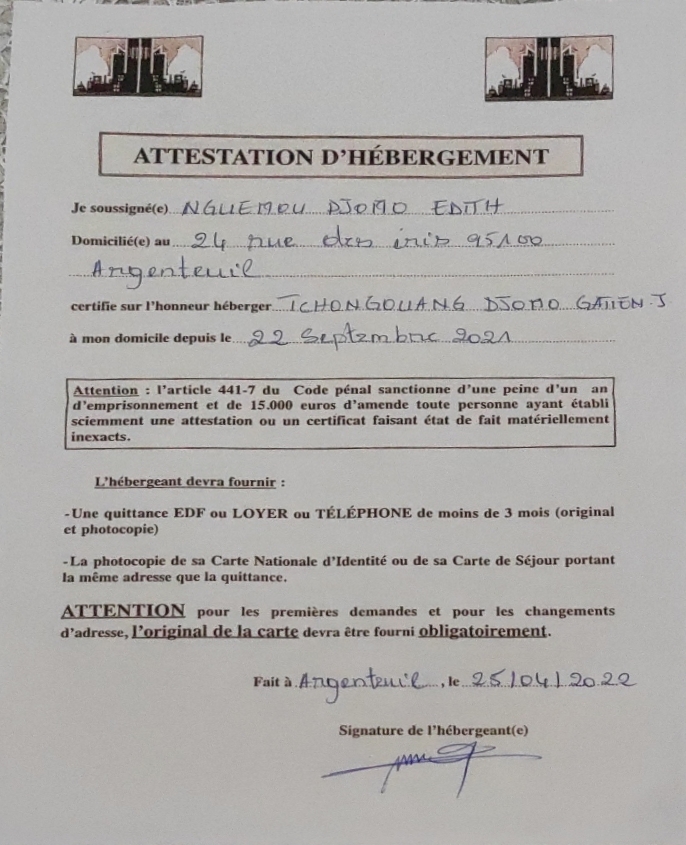 ATTESTATION D'HÉBERGEMENT
Je soussigné(e) NGUEMOU DJOMO EDITH
Domicilié(e) au 24 rue des iris 95100
Argenteuil
certifie sur l'honneur héberger TCHONGOUANG DJOMO GATIEN.J
à mon domicile depuis le 22 Septembre 2021
Attention : l'article 441-7 du Code pénal sanctionne d'une peine d'un an
d'emprisonnement et de 15.000 euros d'amende toute personne ayant établi
sciemment une attestation ou un certificat faisant état de fait matériellement
inexacts.
L'hébergeant devra fournir :
-Une quittance EDF ou LOYER ou TÉLÉPHONE de moins de 3 mois (original
et photocopie)
-La photocopie de sa Carte Nationale d'Identité ou de sa Carte de Séjour portant
la même adresse que la quittance.
ATTENTION pour les premières demandes et pour les changements
d'adresse, l'original de la carte devra être fourni obligatoirement.
Fait à Argenteuil, le 25/04/2022
Signature de l'hébergeant(e)